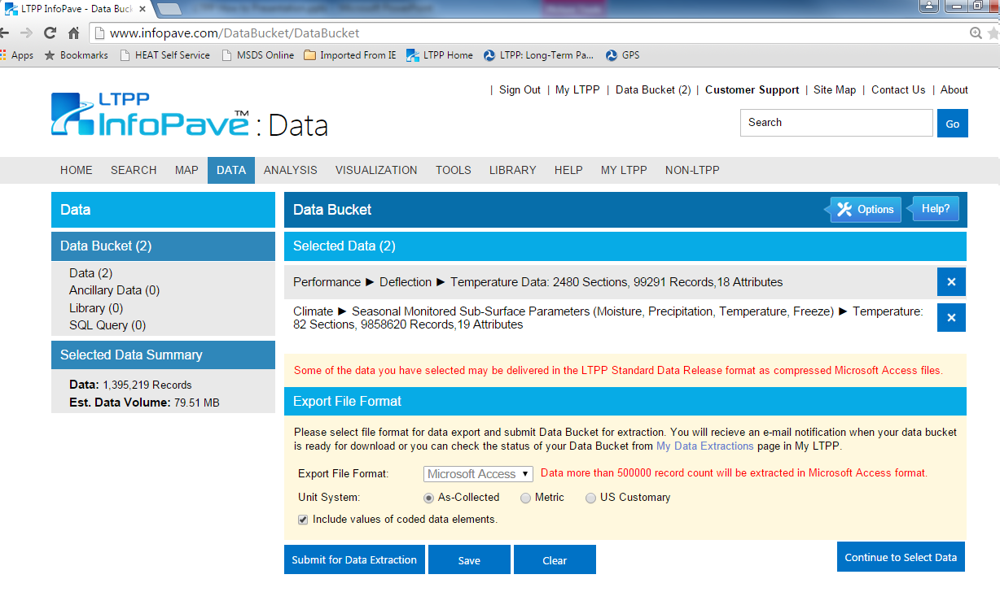 LTPP InfoPave - Data Buck
www.infopave.com/DataBucket/DataBucket
Apps Bookmarks HEAT Self Service MSDS Online Imported From IE LTPP Home LTPP: Long-Term Pa... GPS
| Sign Out | My LTPP | Data Bucket (2) | Customer Support | Site Map | Contact Us | About
LTPP
InfoPave™ : Data
Search Go
HOME SEARCH MAP DATA ANALYSIS VISUALIZATION TOOLS LIBRARY HELP MY LTPP NON-LTPP
Data
Data Bucket (2)
Data (2)
Ancillary Data (0)
Library (0)
SQL Query (0)
Selected Data Summary
Data: 1,395,219 Records
Est. Data Volume: 79.51 MB
Data Bucket Options Help?
Selected Data (2)
Performance ► Deflection ► Temperature Data: 2480 Sections, 99291 Records,18 Attributes
Climate ► Seasonal Monitored Sub-Surface Parameters (Moisture, Precipitation, Temperature, Freeze) ► Temperature:
82 Sections, 9858620 Records,19 Attributes
Some of the data you have selected may be delivered in the LTPP Standard Data Release format as compressed Microsoft Access files.
Export File Format
Please select file format for data export and submit Data Bucket for extraction. You will recieve an e-mail notification when your data bucket
is ready for download or you can check the status of your Data Bucket from My Data Extractions page in My LTPP.
Export File Format: Microsoft Access Data more than 500000 record count will be extracted in Microsoft Access format.
Unit System: As-Collected Metric US Customary
Include values of coded data elements.
Submit for Data Extraction Save Clear Continue to Select Data